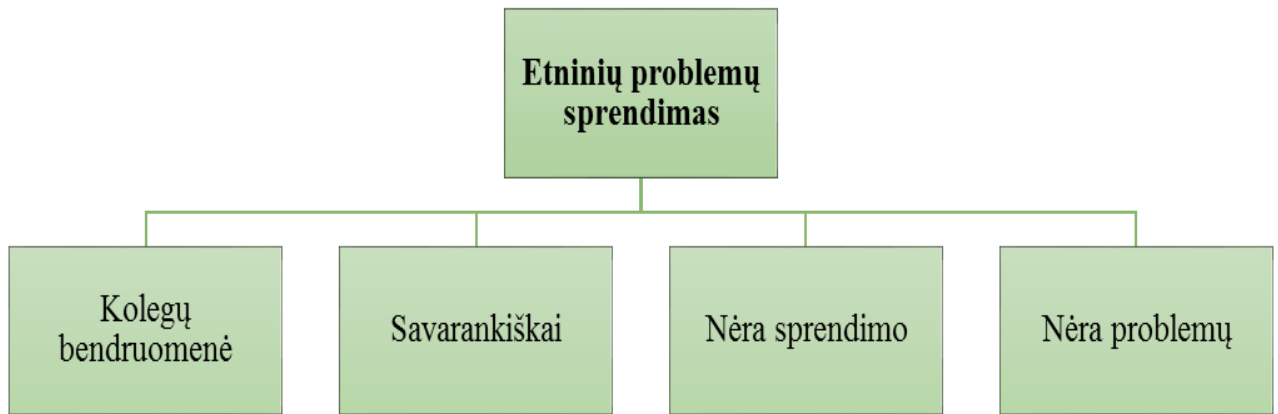 Etninių problemų
sprendimas
Kolegų
bendruomenė
Savarankiškai
Nėra sprendimo
Nėra problemų